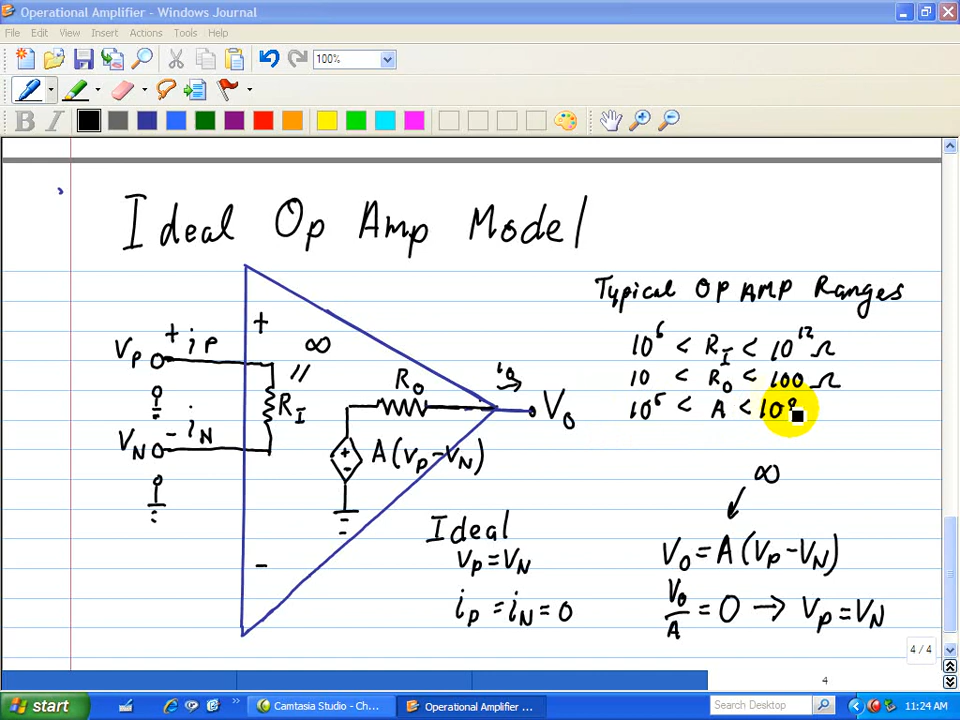 Operational Amplifier - Windows Journal
File Edit View Insert Actions Tools Help
100%
B I
Ideal Op Amp Model
Typical OP AMP Ranges
10⁶ < R_I < 10¹² Ω
10 < R_O < 100 Ω
10⁵ < A < 10⁸
+
V_P + i_P
∞
//
R_I
V_N - i_N
R_O
i_O
V_O
+
-
A(V_P-V_N)
-
Ideal
V_P=V_N
i_P = i_N = 0
∞
V_O = A(V_P-V_N)
V_O/A = 0 → V_P=V_N
4 / 4
4
start
Camtasia Studio - Ch...
Operational Amplifier ...
Search Desktop
11:24 AM